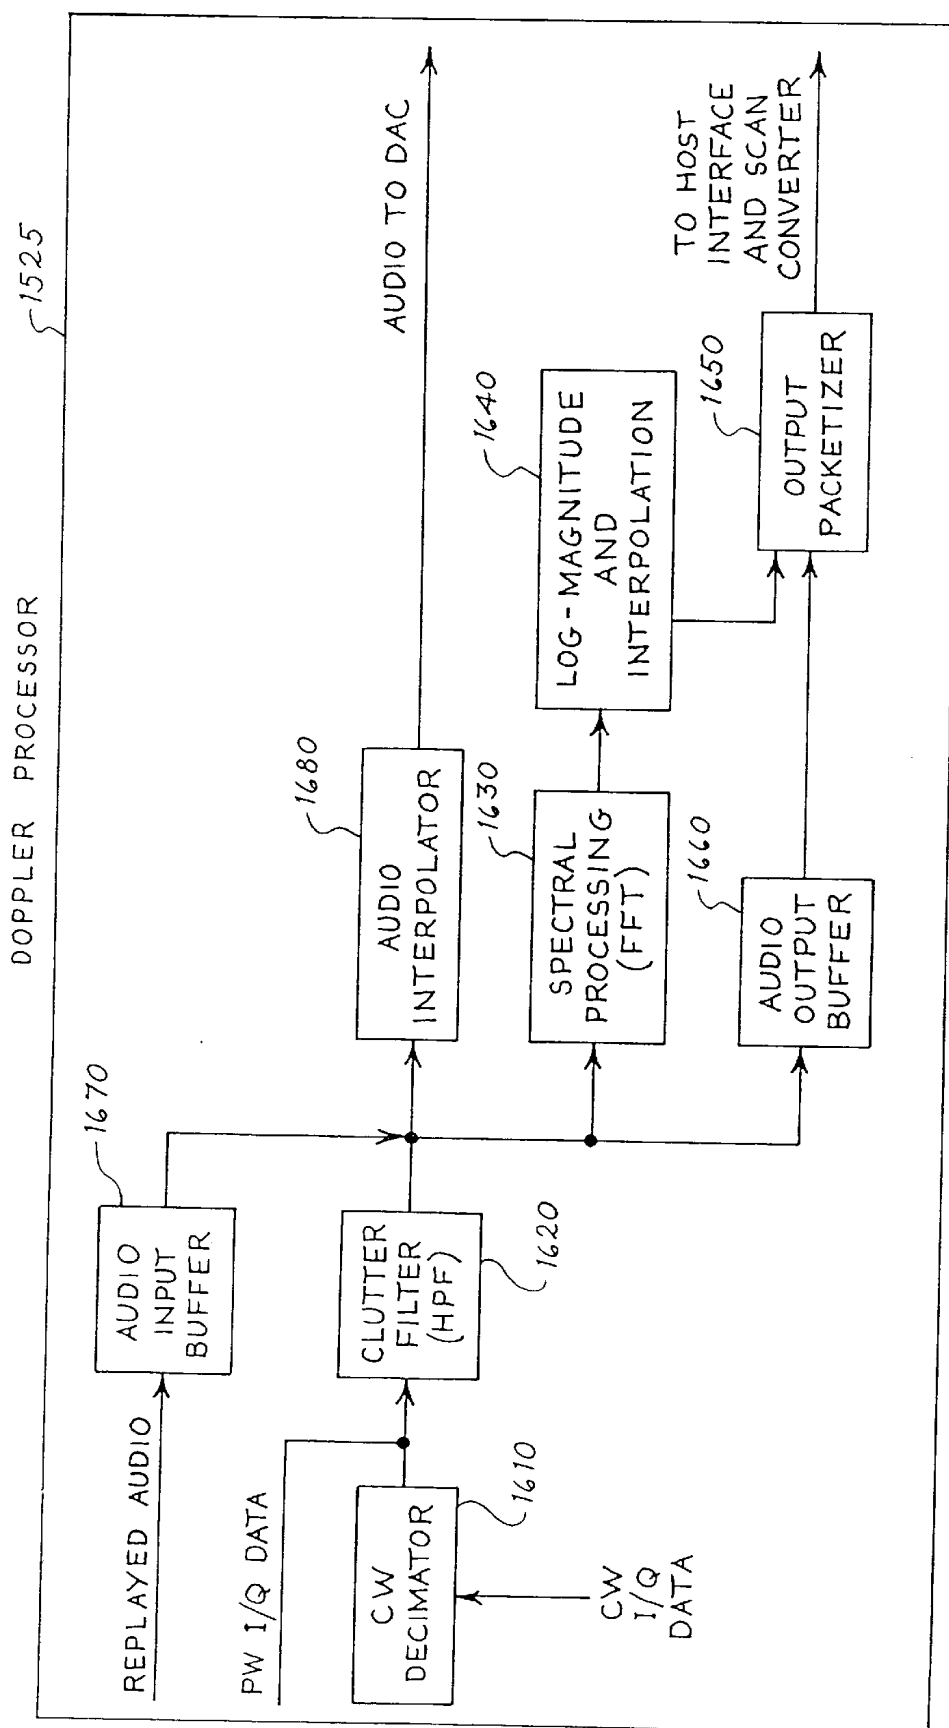 DOPPLER PROCESSOR
1525
REPLAYED AUDIO
AUDIO
INPUT
BUFFER
1670
PW I/Q DATA
CW
DECIMATOR
1610
CW
I/Q
DATA
CLUTTER
FILTER
(HPF)
1620
AUDIO
INTERPOLATOR
1680
AUDIO TO DAC
SPECTRAL
PROCESSING
(FFT)
1630
LOG-MAGNITUDE
AND
INTERPOLATION
1640
AUDIO
OUTPUT
BUFFER
1660
OUTPUT
PACKETIZER
1650
TO HOST
INTERFACE
AND SCAN
CONVERTER